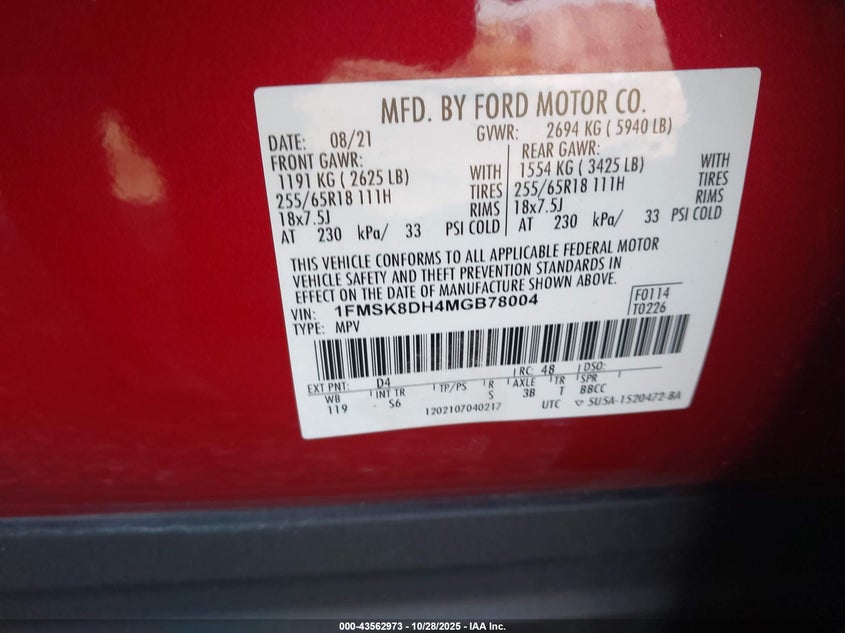 MFD. BY FORD MOTOR CO.
DATE: 08/21 GVWR: 2694 KG ( 5940 LB)
FRONT GAWR: REAR GAWR:
1191 KG ( 2625 LB) WITH 1554 KG ( 3425 LB) WITH
255/65R18 111H TIRES 255/65R18 111H TIRES
18x7.5J RIMS 18x7.5J RIMS
AT 230 kPa/ 33 PSI COLD AT 230 kPa/ 33 PSI COLD
THIS VEHICLE CONFORMS TO ALL APPLICABLE FEDERAL MOTOR
VEHICLE SAFETY AND THEFT PREVENTION STANDARDS IN
EFFECT ON THE DATE OF MANUFACTURE SHOWN ABOVE.
VIN: 1FMSK8DH4MGB78004 F0114
TYPE: MPV T0226
EXT PNT: D4 RC: 48 DSO:
WB INT TR TP/PS R AXLE TR SPR
119 S6 S 3B T BBCC
1202107040217 UTC 5U5A-1520472-BA
000-43562973 - 10/28/2025 - IAA Inc.